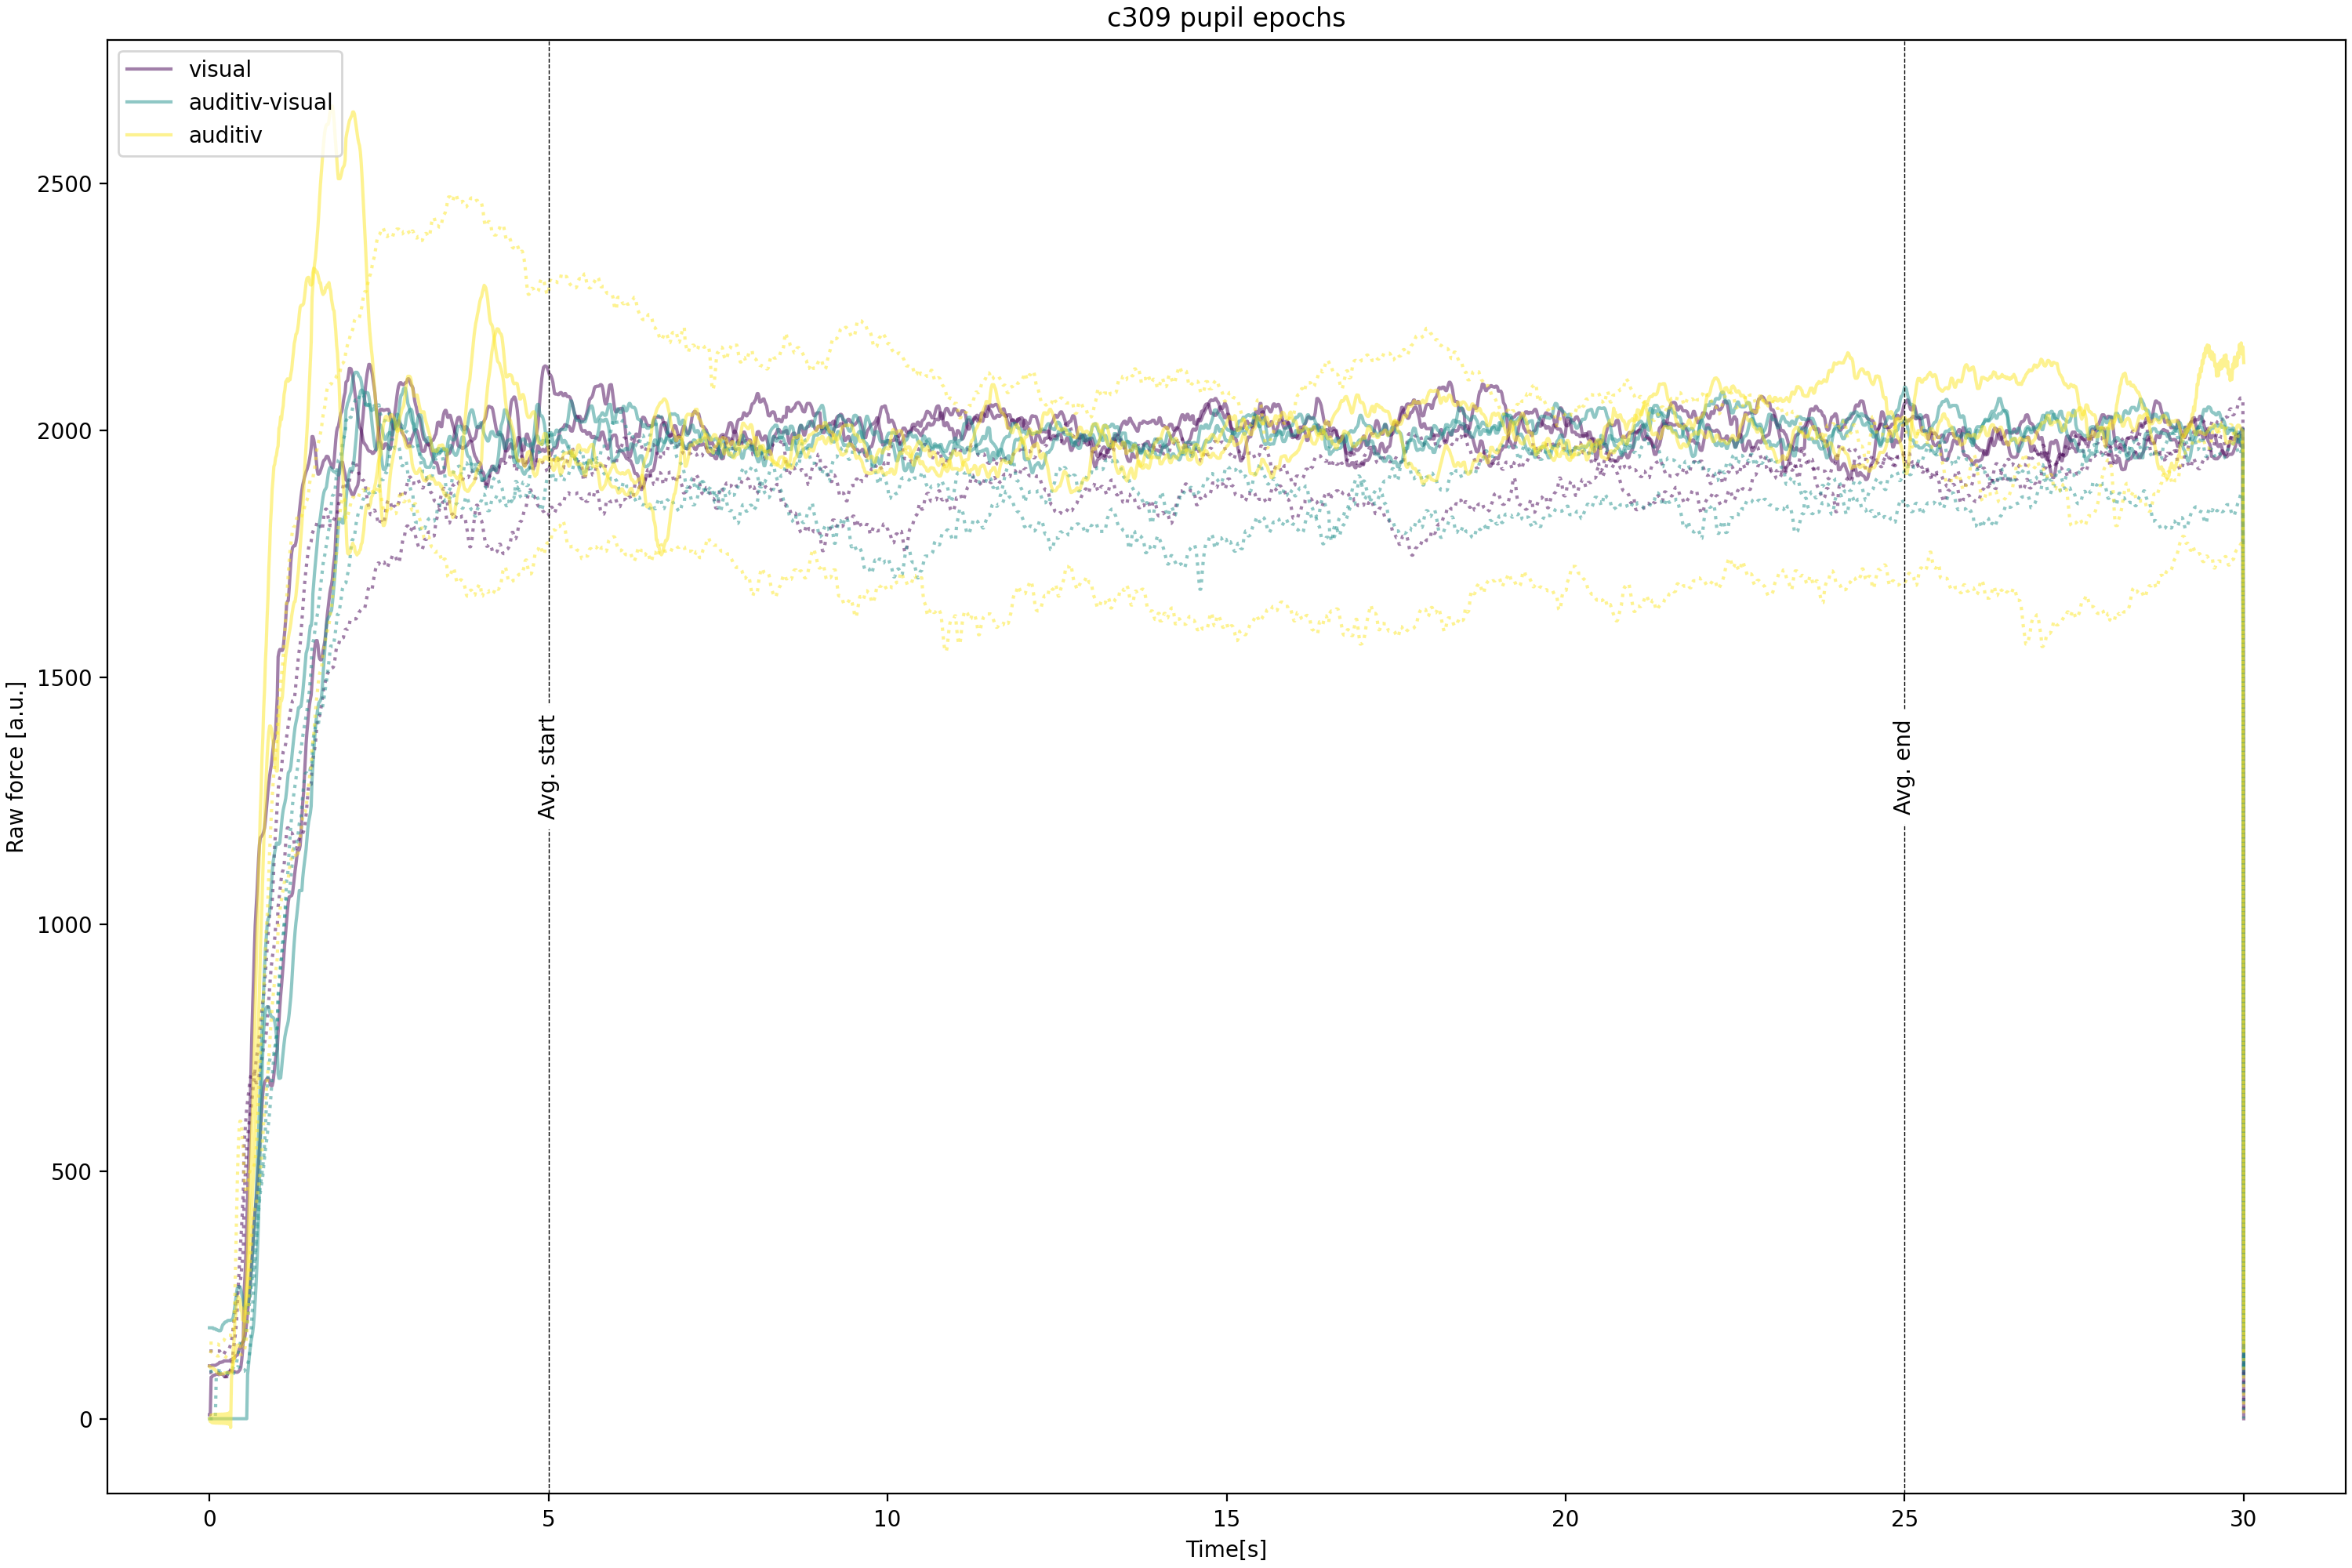 c309 pupil epochs
visual
auditiv-visual
auditiv
2500
2000
1500
1000
500
0
Raw force [a.u.]
Avg. start
Avg. end
0 5 10 15 20 25 30
Time[s]